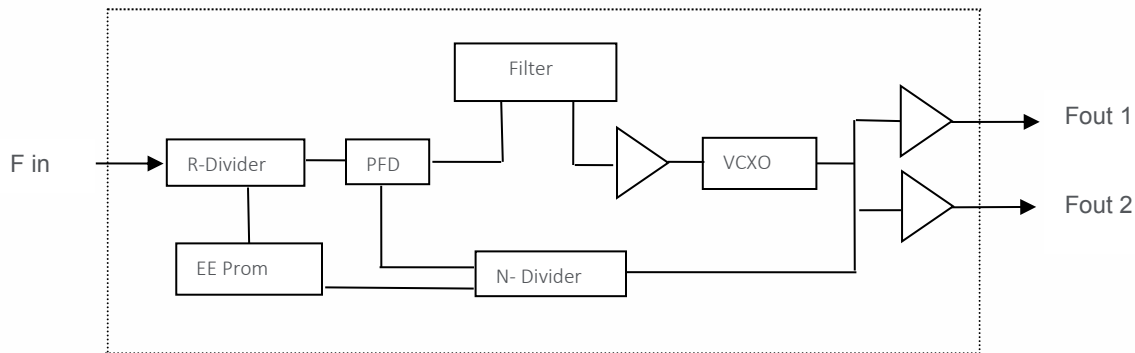 Filter
Fout 1
F in
R-Divider
PFD
VCXO
Fout 2
EE Prom
N- Divider